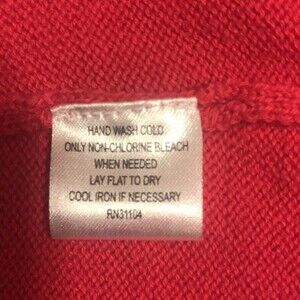 HAND WASH COLD
ONLY NON-CHLORINE BLEACH
WHEN NEEDED
LAY FLAT TO DRY
COOL IRON IF NECESSARY
RN31104